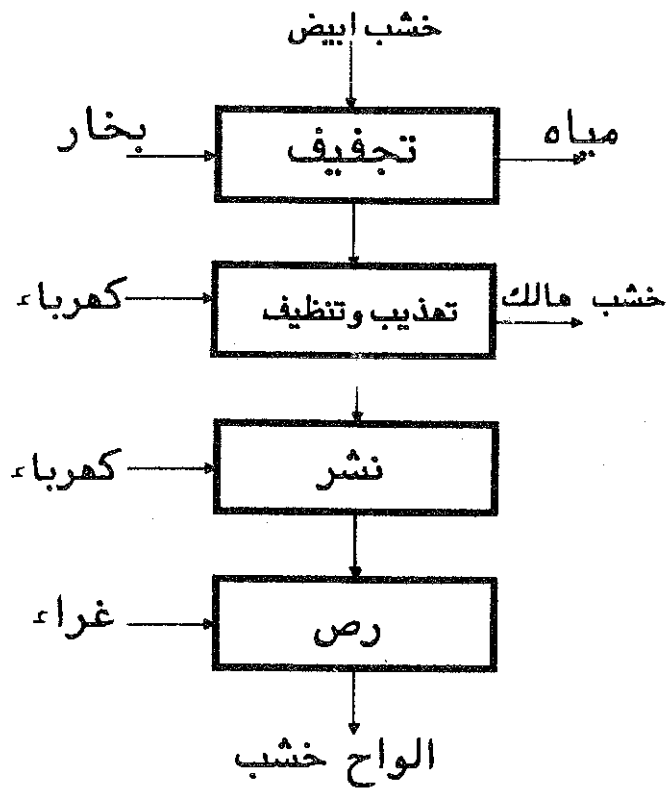 خشب ابيض
بخار
تجفيف
مياه
كهرباء
تهذيب وتنظيف
خشب هالك
كهرباء
نشر
غراء
رص
الواح خشب